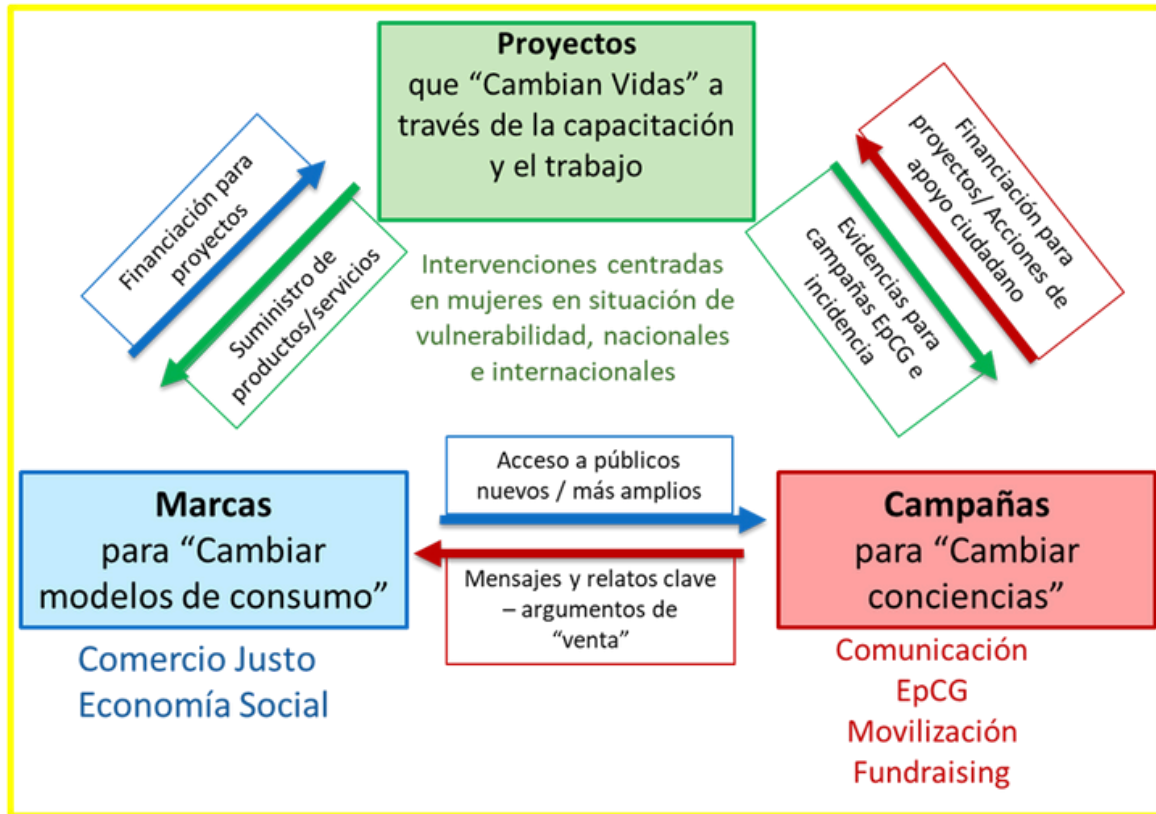 Proyectos
que “Cambian Vidas” a
través de la capacitación
y el trabajo
Financiación para
proyectos
Suministro de
productos/servicios
Intervenciones centradas
en mujeres en situación de
vulnerabilidad, nacionales
e internacionales
Financiación para
proyectos/ Acciones de
apoyo ciudadano
Evidencias para
campañas EpCG e
incidencia
Marcas
para “Cambiar
modelos de consumo”
Comercio Justo
Economía Social
Acceso a públicos
nuevos / más amplios
Mensajes y relatos clave
– argumentos de
“venta”
Campañas
para “Cambiar
conciencias”
Comunicación
EpCG
Movilización
Fundraising